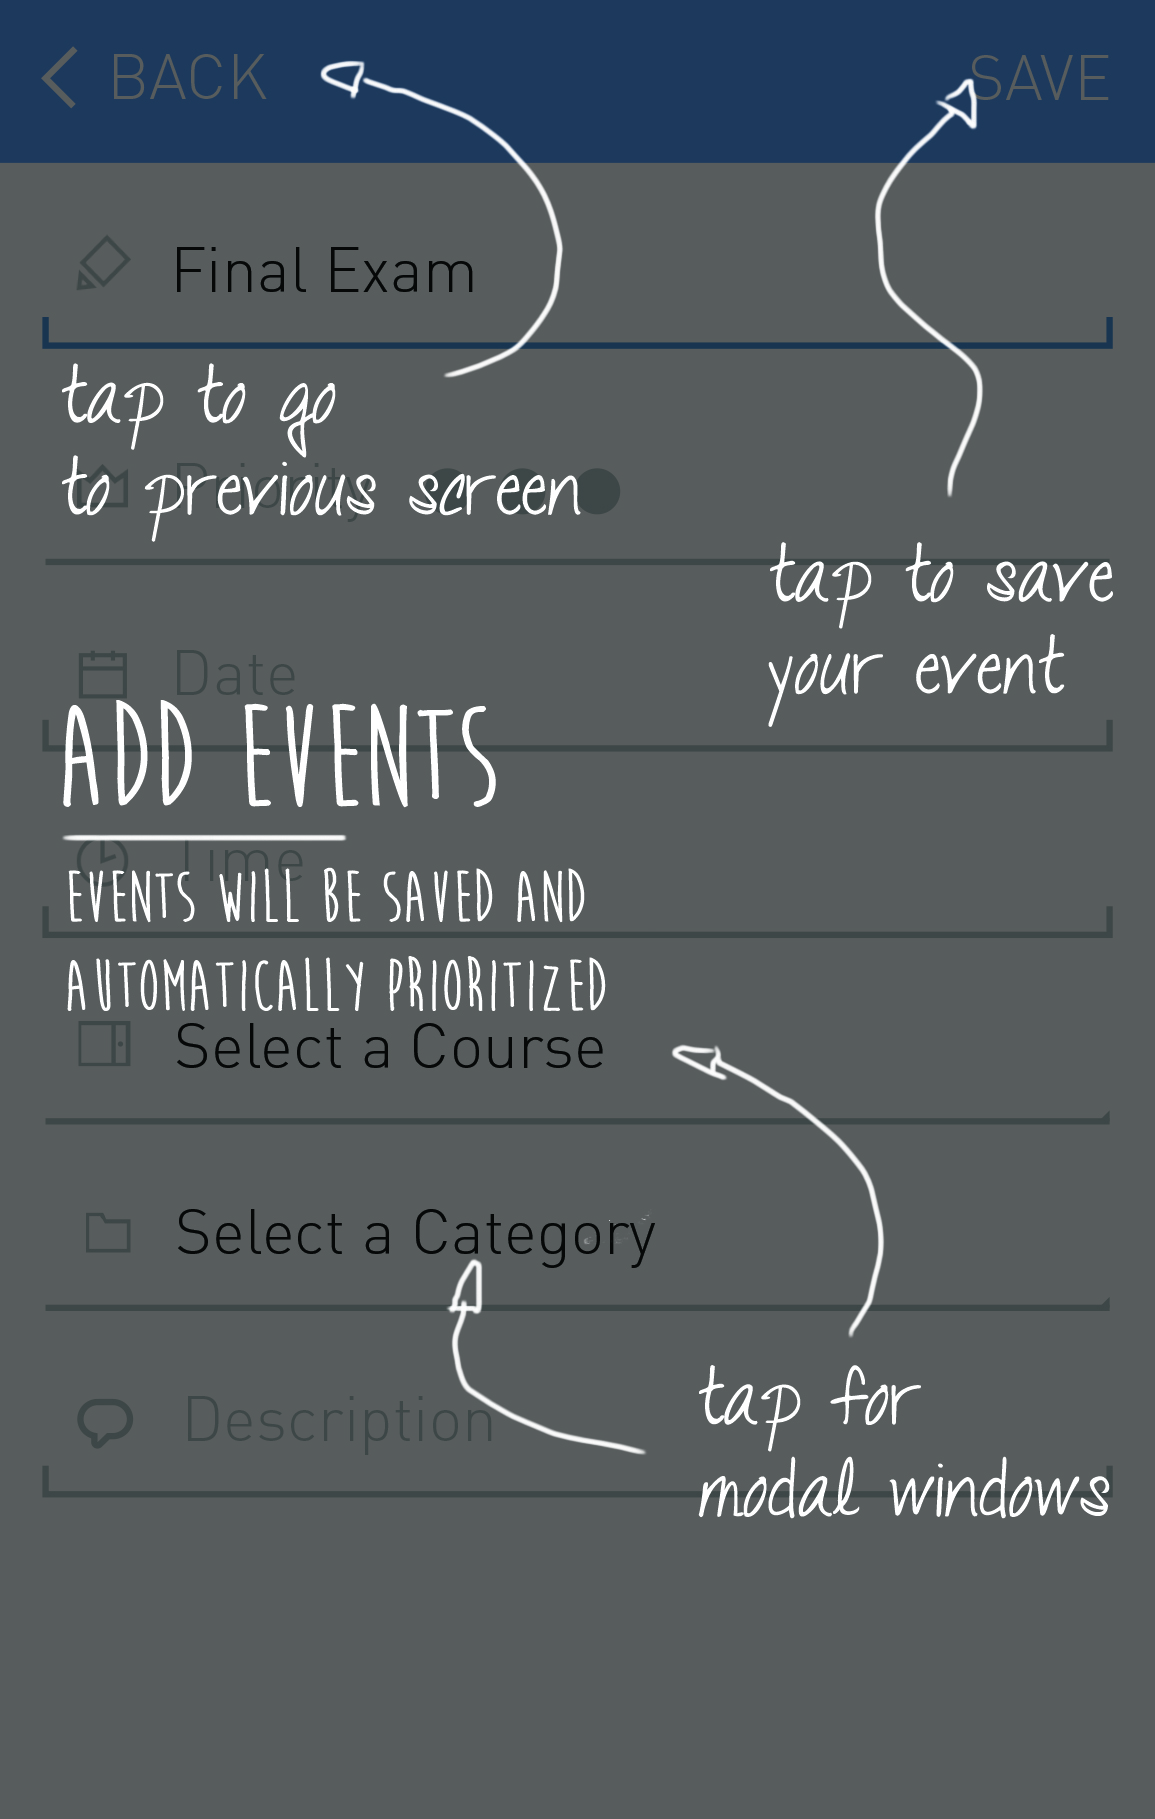 BACK
SAVE
Final Exam
tap to go
to previous screen
Priority
tap to save
your event
Date
ADD EVENTS
Time
EVENTS WILL BE SAVED AND
AUTOMATICALLY PRIORITIZED
Select a Course
Select a Category
tap for
modal windows
Description